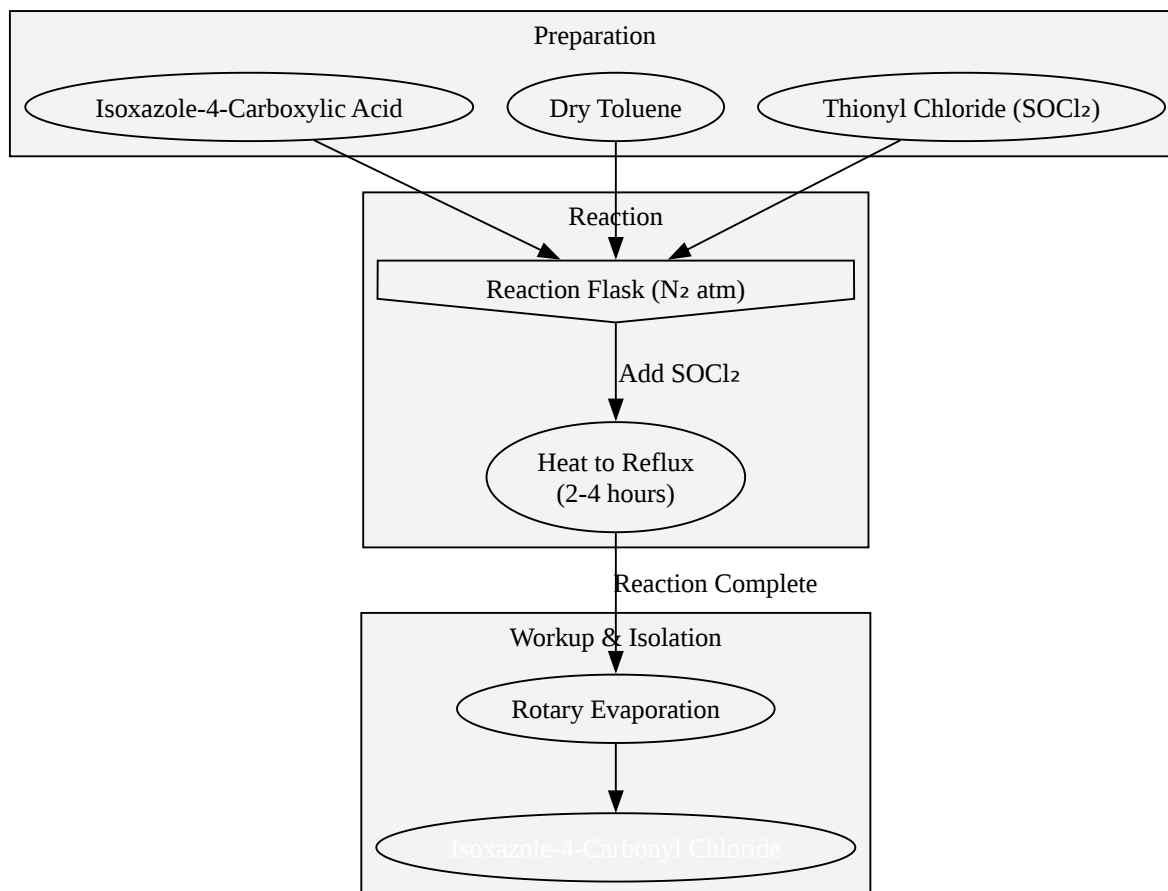 Preparation
Isoxazole-4-Carboxylic Acid
Dry Toluene
Thionyl Chloride (SOCl₂)
Reaction
Reaction Flask (N₂ atm)
Add SOCl₂
Heat to Reflux
(2-4 hours)
Reaction Complete
Workup & Isolation
Rotary Evaporation
Isoxazole-4-Carbonyl Chloride